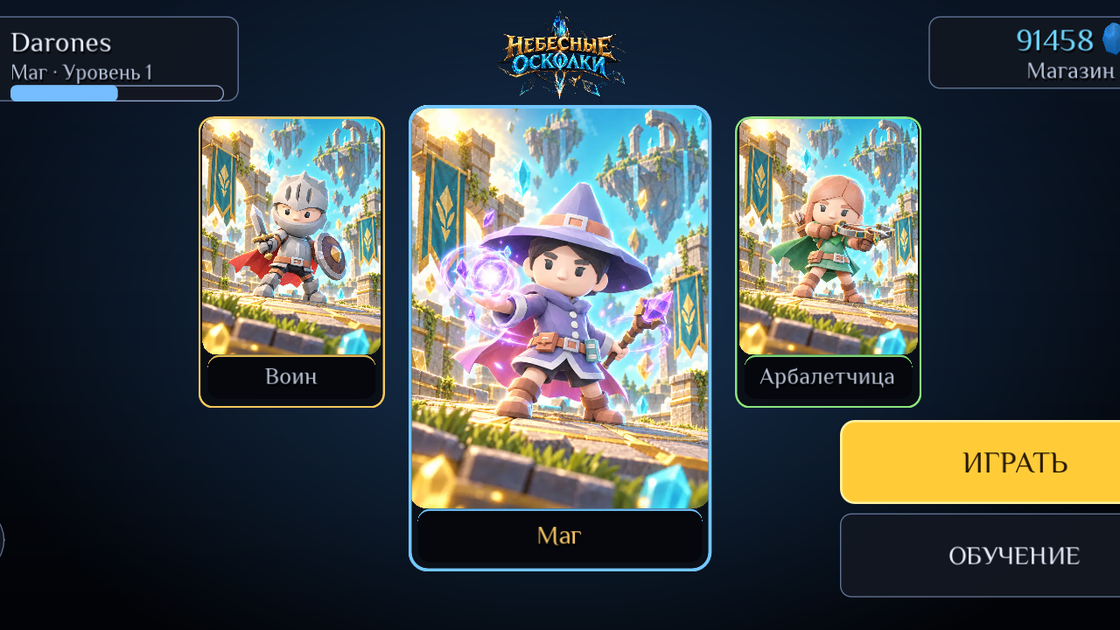 Darones
Маг · Уровень 1
НЕБЕСНЫЕ
ОСКОЛКИ
91458
Магазин
Воин
Маг
Арбалетчица
ИГРАТЬ
ОБУЧЕНИЕ